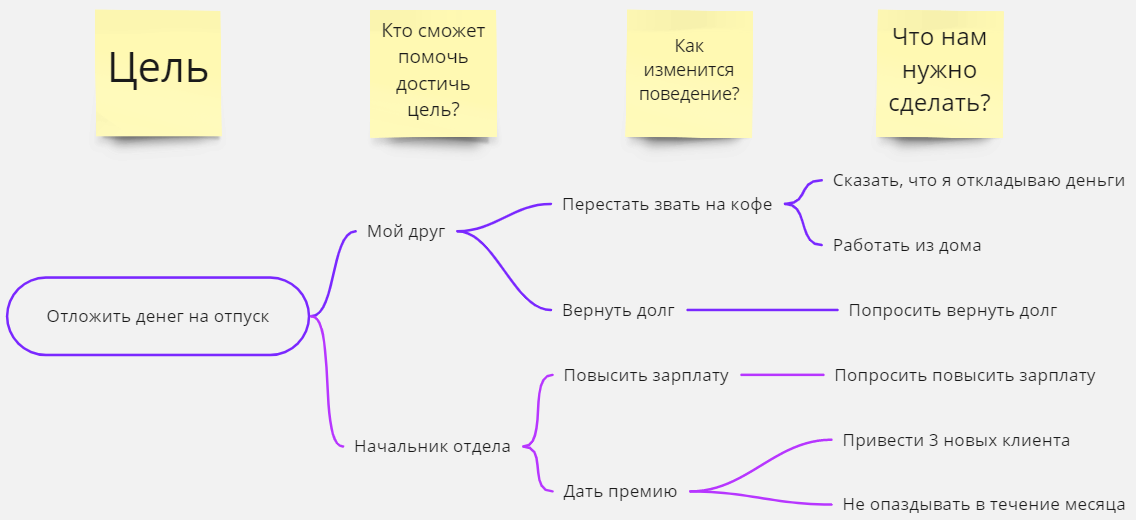 Цель
Кто сможет
помочь
достичь
цель?
Как
изменится
поведение?
Что нам
нужно
сделать?
Сказать, что я откладываю деньги
Перестать звать на кофе
Мой друг
Работать из дома
Отложить денег на отпуск
Вернуть долг
Попросить вернуть долг
Повысить зарплату
Попросить повысить зарплату
Начальник отдела
Привести 3 новых клиента
Дать премию
Не опаздывать в течение месяца